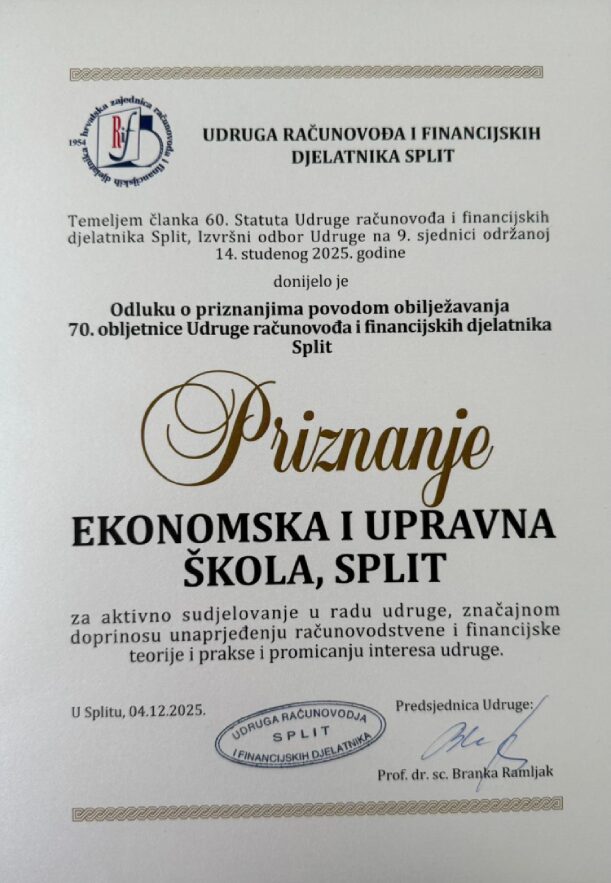 hrvatska zajednica računovođa i financijskih djelatnika
1954
Rif
UDRUGA RAČUNOVOĐA I FINANCIJSKIH
DJELATNIKA SPLIT
Temeljem članka 60. Statuta Udruge računovođa i financijskih
djelatnika Split, Izvršni odbor Udruge na 9. sjednici održanoj
14. studenog 2025. godine
donijelo je
Odluku o priznanjima povodom obilježavanja
70. obljetnice Udruge računovođa i financijskih djelatnika
Split
Priznanje
EKONOMSKA I UPRAVNA
ŠKOLA, SPLIT
za aktivno sudjelovanje u radu udruge, značajnom
doprinosu unaprjeđenju računovodstvene i financijske
teorije i prakse i promicanju interesa udruge.
U Splitu, 04.12.2025.
UDRUGA RAČUNOVODJA
SPLIT
I FINANCIJSKIH DJELATNIKA
Predsjednica Udruge:
Prof. dr. sc. Branka Ramljak